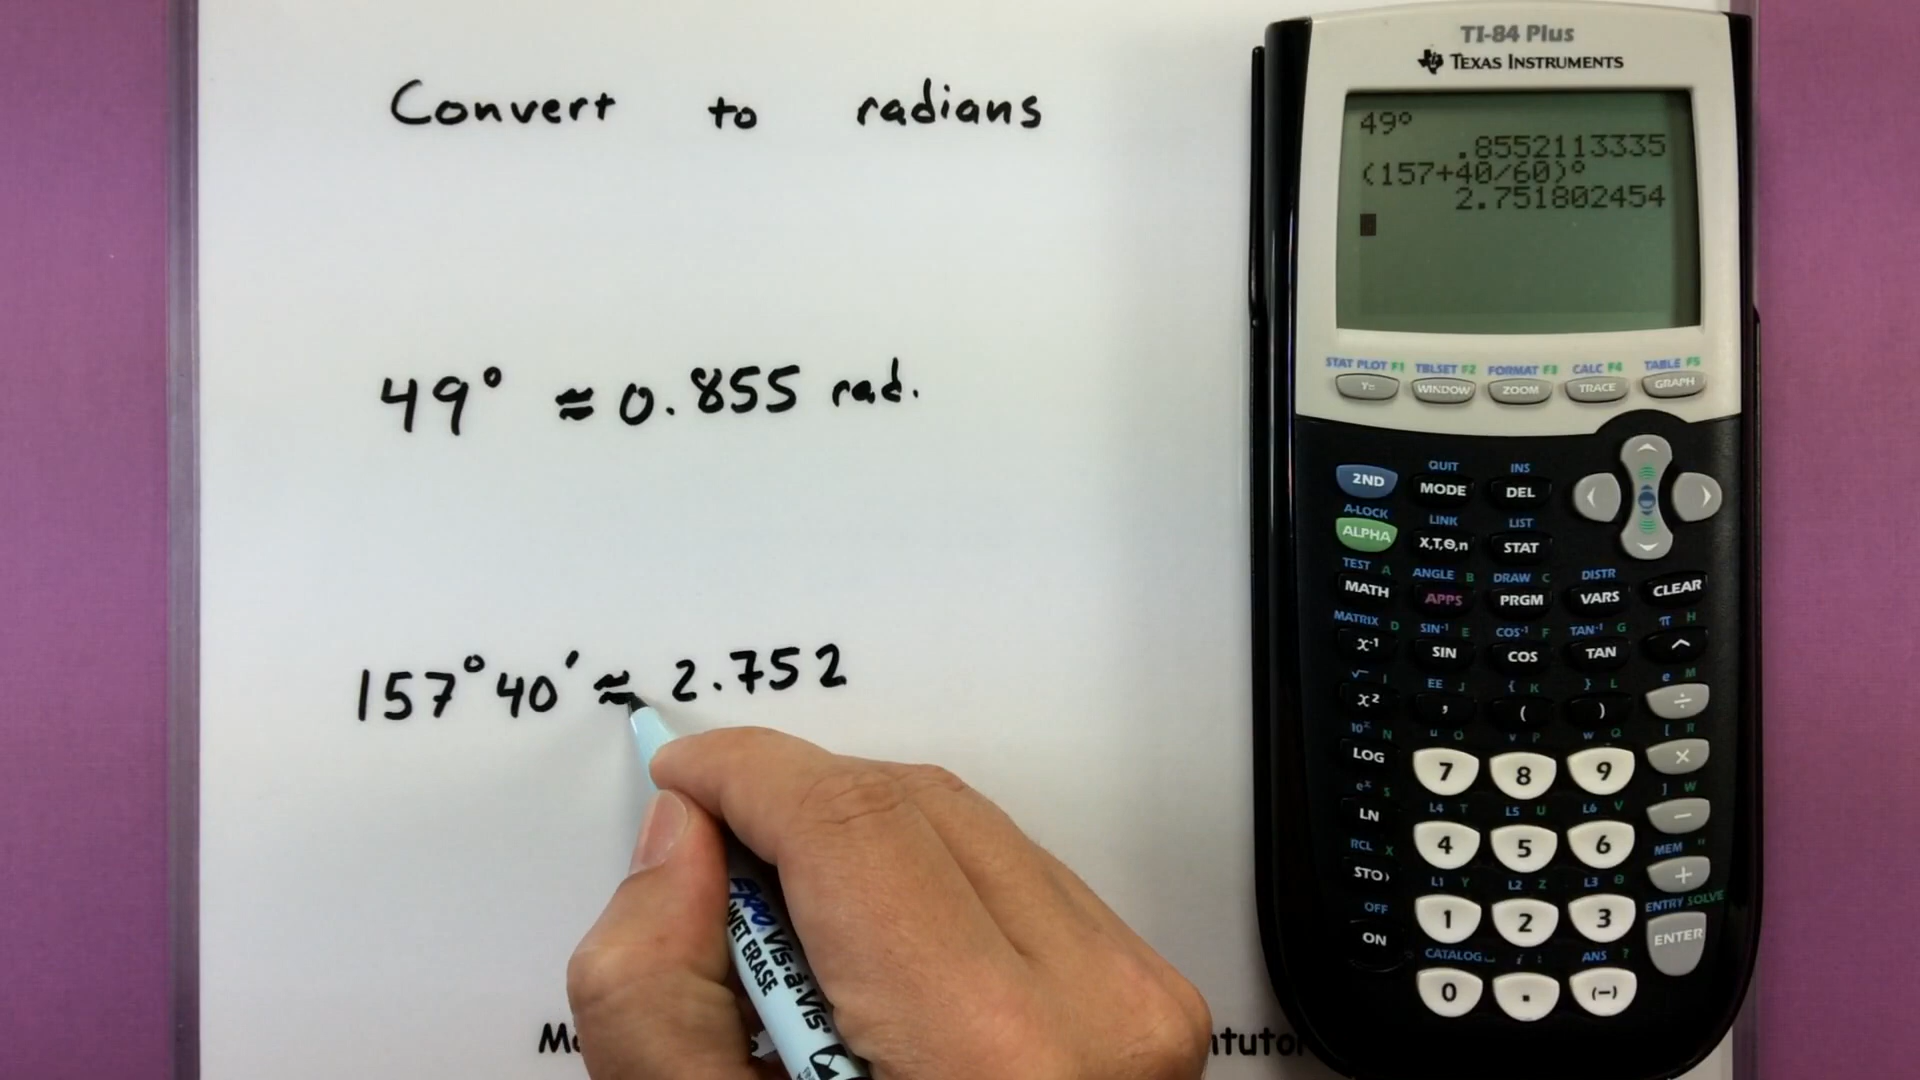 Convert to radians
49° ≈ 0.855 rad.
157° 40′ ≈ 2.752
EXPO Vis-à-Vis
WET ERASE
TI-84 Plus
TEXAS INSTRUMENTS
49°
.8552113335
(157+40/60)°
2.751802454
STAT PLOT F1 TBLSET F2 FORMAT F3 CALC F4 TABLE F5
Y= WINDOW ZOOM TRACE GRAPH
QUIT INS
2ND MODE DEL
A-LOCK LINK LIST
ALPHA X,T,Θ,n STAT
TEST A ANGLE B DRAW C DISTR
MATH APPS PRGM VARS CLEAR
MATRIX D SIN⁻¹ E COS⁻¹ F TAN⁻¹ G π H
x⁻¹ SIN COS TAN ^
√ I EE J { K } L e M
x² , ( ) ÷
10ˣ N u O v P w Q [ R
LOG 7 8 9 ×
eˣ S L4 T L5 U L6 V ] W
LN 4 5 6 −
RCL X L1 Y L2 Z L3 Θ MEM "
STO› 1 2 3 +
OFF CATALOG ⎵ i : ANS ? ENTRY SOLVE
ON 0 . (−) ENTER